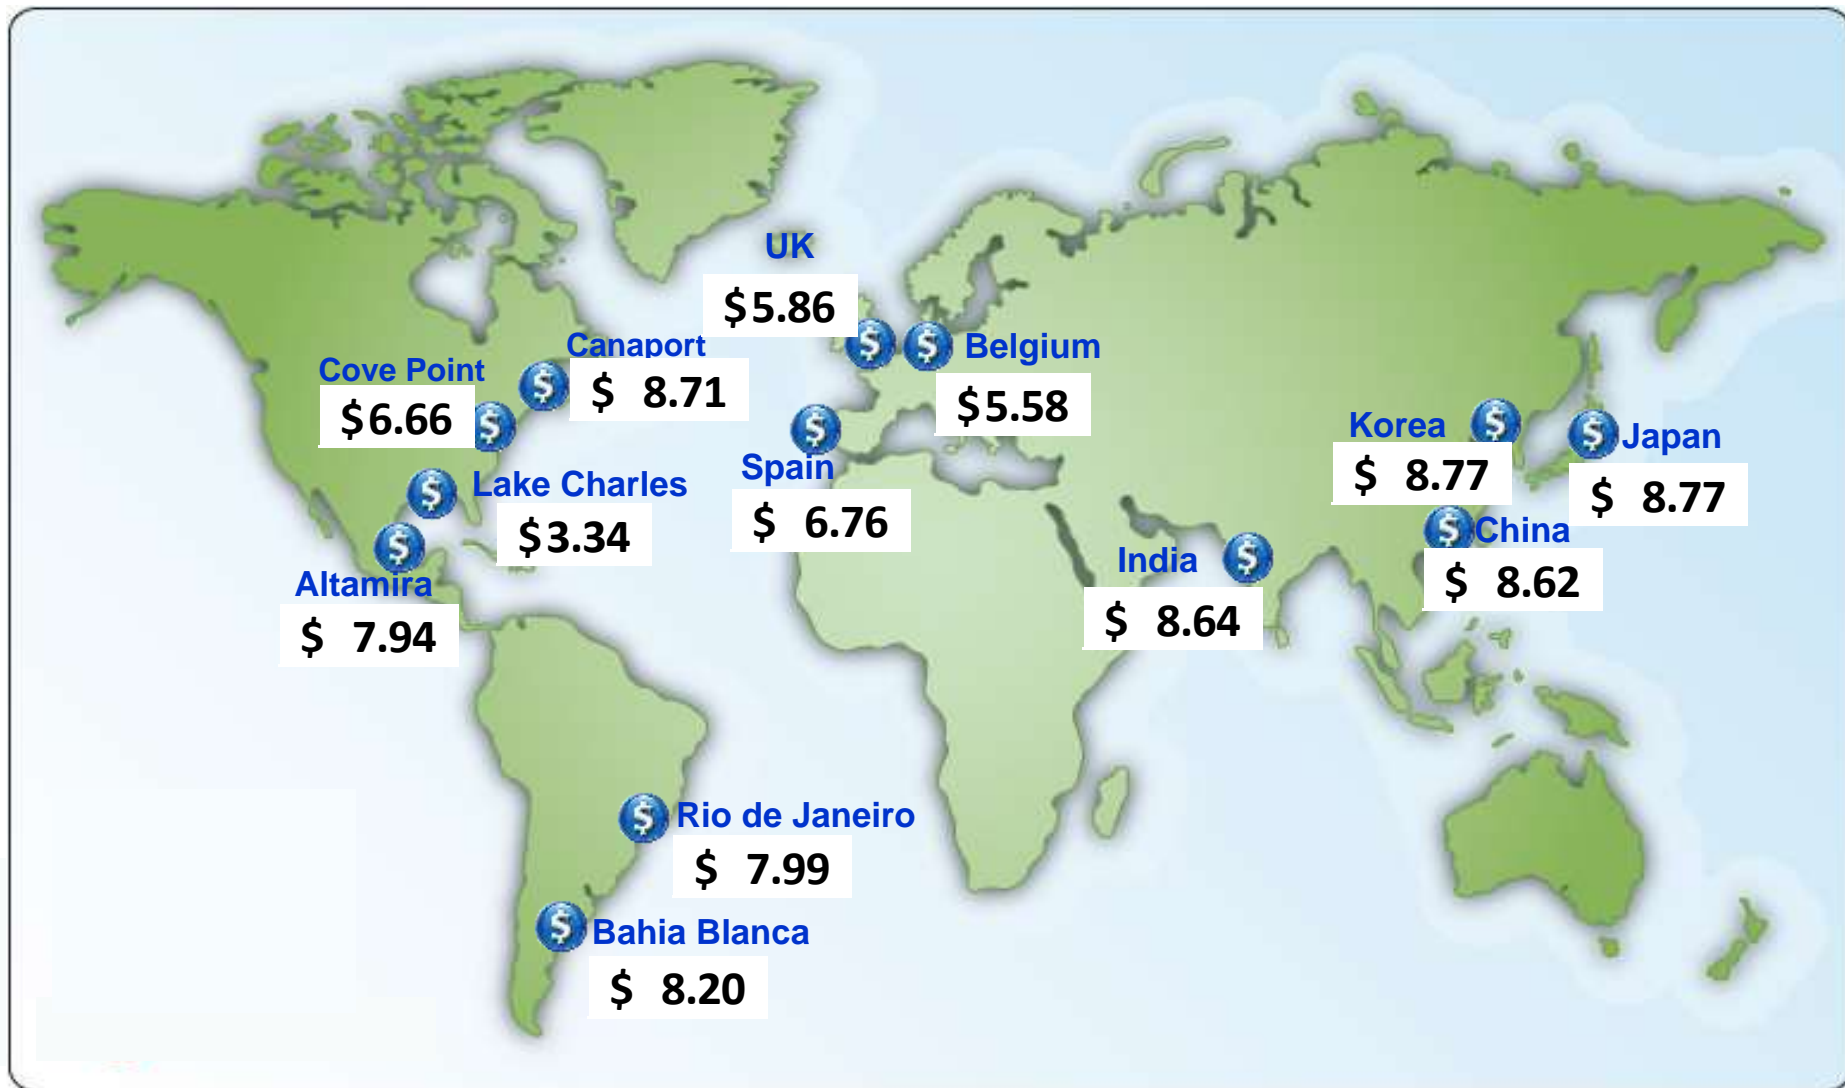 UK
$5.86
Canaport
$ 8.71
Cove Point
$6.66
Belgium
$5.58
Lake Charles
$3.34
Spain
$ 6.76
Korea
$ 8.77
Japan
$ 8.77
China
$ 8.62
India
$ 8.64
Altamira
$ 7.94
Rio de Janeiro
$ 7.99
Bahia Blanca
$ 8.20